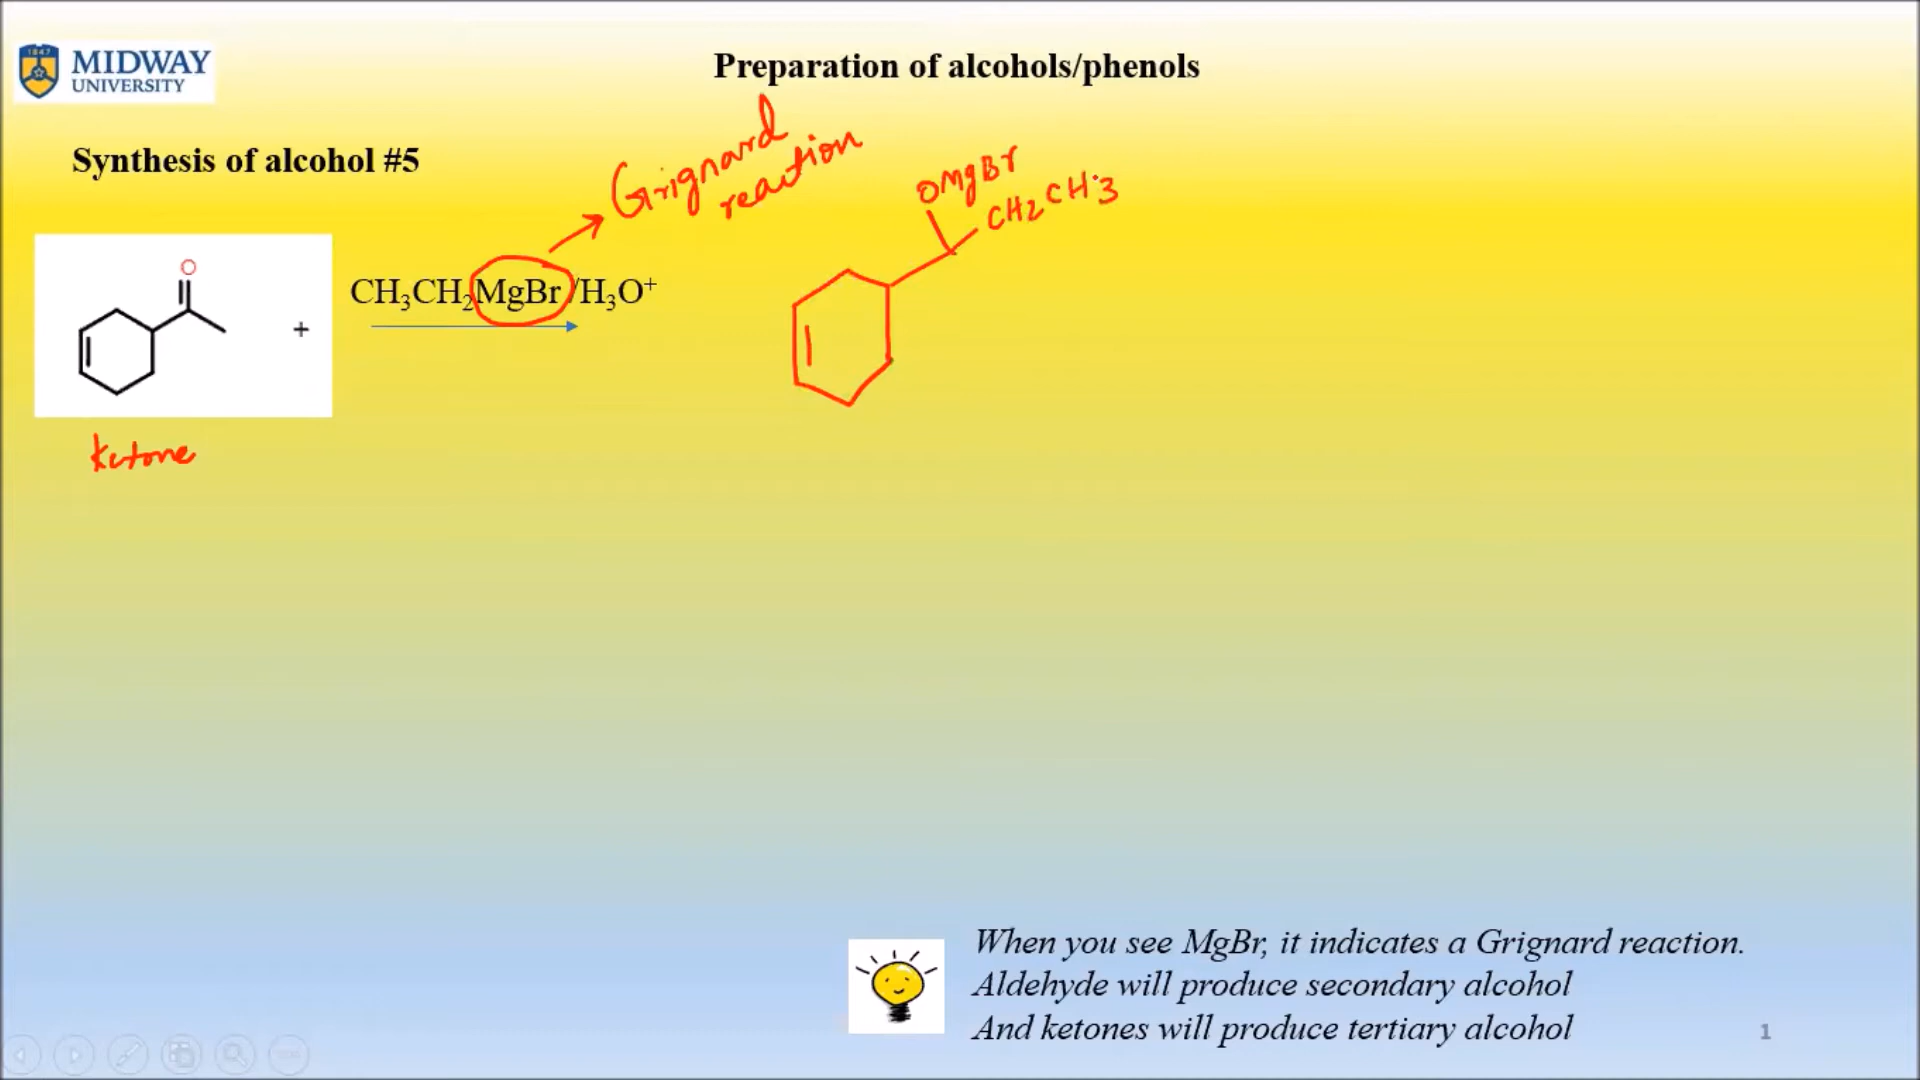 1847
MIDWAY
UNIVERSITY
Preparation of alcohols/phenols
Synthesis of alcohol #5
Grignard
reaction
OMgBr
CH2CH3
O
+
CH₃CH₂MgBr /H₃O⁺
Ketone
When you see MgBr, it indicates a Grignard reaction.
Aldehyde will produce secondary alcohol
And ketones will produce tertiary alcohol
1